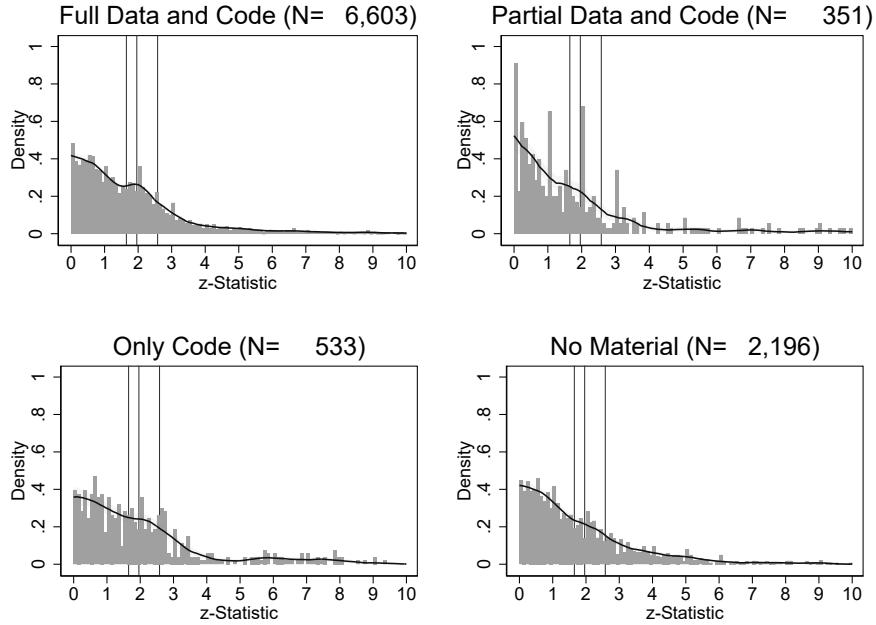 Full Data and Code (N= 6,603)
Density
0 .2 .4 .6 .8 1
0 1 2 3 4 5 6 7 8 9 10
z-Statistic
Partial Data and Code (N= 351)
Density
0 .2 .4 .6 .8 1
0 1 2 3 4 5 6 7 8 9 10
z-Statistic
Only Code (N= 533)
Density
0 .2 .4 .6 .8 1
0 1 2 3 4 5 6 7 8 9 10
z-Statistic
No Material (N= 2,196)
Density
0 .2 .4 .6 .8 1
0 1 2 3 4 5 6 7 8 9 10
z-Statistic